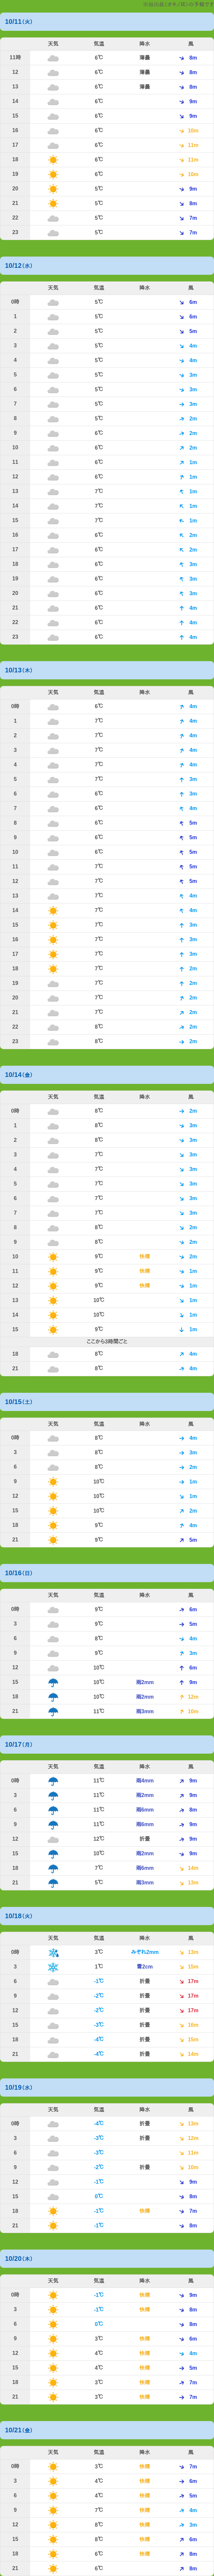 10/11(火)
天気 気温 降水 風
11時 6℃ 薄曇 8m
12 6℃ 薄曇 8m
13 6℃ 薄曇 8m
14 6℃ 9m
15 6℃ 9m
16 6℃ 10m
17 6℃ 11m
18 6℃ 11m
19 6℃ 10m
20 5℃ 9m
21 5℃ 8m
22 5℃ 7m
23 5℃ 7m
10/12(水)
天気 気温 降水 風
0時 5℃ 6m
1 5℃ 6m
2 5℃ 5m
3 5℃ 4m
4 5℃ 4m
5 5℃ 3m
6 5℃ 3m
7 5℃ 3m
8 5℃ 2m
9 6℃ 2m
10 6℃ 2m
11 6℃ 1m
12 6℃ 1m
13 7℃ 1m
14 7℃ 1m
15 7℃ 1m
16 6℃ 2m
17 6℃ 2m
18 6℃ 3m
19 6℃ 3m
20 6℃ 3m
21 6℃ 4m
22 6℃ 4m
23 6℃ 4m
10/13(木)
天気 気温 降水 風
0時 6℃ 4m
1 7℃ 4m
2 7℃ 4m
3 7℃ 4m
4 7℃ 4m
5 7℃ 3m
6 6℃ 3m
7 6℃ 4m
8 6℃ 5m
9 6℃ 5m
10 6℃ 5m
11 7℃ 5m
12 7℃ 5m
13 7℃ 4m
14 7℃ 4m
15 7℃ 3m
16 7℃ 3m
17 7℃ 3m
18 7℃ 2m
19 7℃ 2m
20 7℃ 2m
21 7℃ 2m
22 8℃ 2m
23 8℃ 2m
10/14(金)
天気 気温 降水 風
0時 8℃ 2m
1 8℃ 3m
2 8℃ 3m
3 7℃ 3m
4 7℃ 3m
5 7℃ 3m
6 7℃ 3m
7 7℃ 3m
8 8℃ 2m
9 8℃ 2m
10 9℃ 快晴 2m
11 9℃ 快晴 1m
12 9℃ 快晴 1m
13 10℃ 1m
14 10℃ 1m
15 9℃ 1m
ここから3時間ごと
18 8℃ 4m
21 8℃ 4m
10/15(土)
天気 気温 降水 風
0時 8℃ 4m
3 8℃ 3m
6 8℃ 2m
9 10℃ 1m
12 10℃ 1m
15 10℃ 2m
18 9℃ 4m
21 9℃ 5m
10/16(日)
天気 気温 降水 風
0時 9℃ 6m
3 9℃ 5m
6 8℃ 4m
9 9℃ 3m
12 10℃ 6m
15 10℃ 雨2mm 9m
18 10℃ 雨2mm 12m
21 11℃ 雨3mm 10m
10/17(月)
天気 気温 降水 風
0時 11℃ 雨4mm 9m
3 11℃ 雨2mm 9m
6 11℃ 雨6mm 8m
9 11℃ 雨6mm 9m
12 12℃ 折曇 9m
15 10℃ 雨2mm 9m
18 7℃ 雨6mm 14m
21 5℃ 雨3mm 13m
10/18(火)
天気 気温 降水 風
0時 3℃ みぞれ2mm 13m
3 1℃ 雪2cm 15m
6 -1℃ 折曇 17m
9 -2℃ 折曇 17m
12 -2℃ 折曇 17m
15 -3℃ 折曇 16m
18 -4℃ 折曇 15m
21 -4℃ 折曇 14m
10/19(水)
天気 気温 降水 風
0時 -4℃ 折曇 13m
3 -3℃ 折曇 12m
6 -3℃ 11m
9 -2℃ 折曇 10m
12 -1℃ 9m
15 0℃ 8m
18 -1℃ 快晴 7m
21 -1℃ 8m
10/20(木)
天気 気温 降水 風
0時 -1℃ 快晴 9m
3 -1℃ 快晴 8m
6 0℃ 8m
9 3℃ 快晴 6m
12 4℃ 快晴 4m
15 4℃ 快晴 5m
18 3℃ 快晴 7m
21 3℃ 快晴 7m
10/21(金)
天気 気温 降水 風
0時 3℃ 快晴 7m
3 4℃ 快晴 6m
6 4℃ 快晴 5m
9 7℃ 快晴 4m
12 8℃ 快晴 3m
15 8℃ 快晴 6m
18 6℃ 快晴 8m
21 6℃ 8m